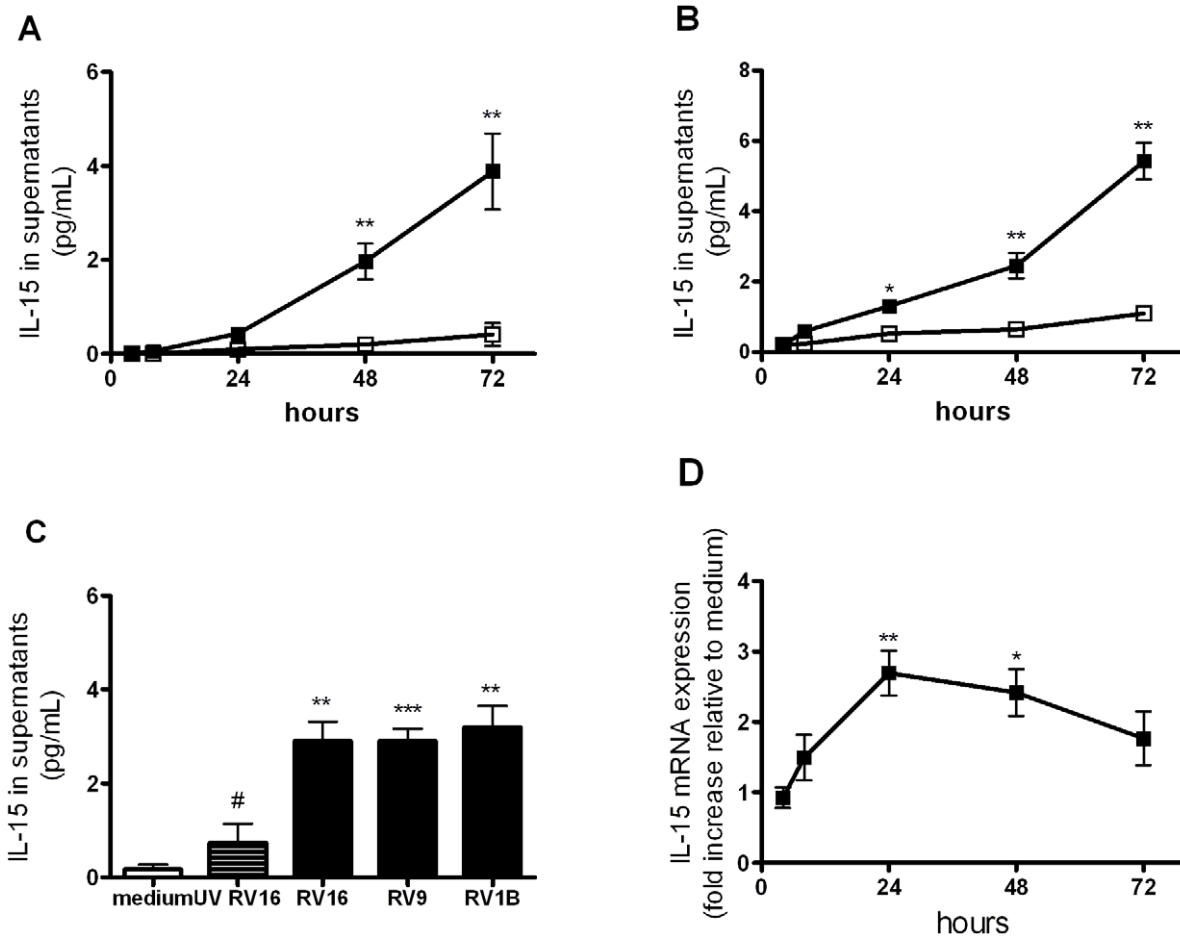 A
IL-15 in supernatants
(pg/mL)
6
4
2
0
**
**
0
24
48
72
hours
B
IL-15 in supernatants
(pg/mL)
8
6
4
2
0
*
**
**
0
24
48
72
hours
C
IL-15 in supernatants
(pg/mL)
6
4
2
0
#
**
***
**
medium
UV RV16
RV16
RV9
RV1B
D
IL-15 mRNA expression
(fold increase relative to medium)
4
3
2
1
0
**
*
0
24
48
72
hours